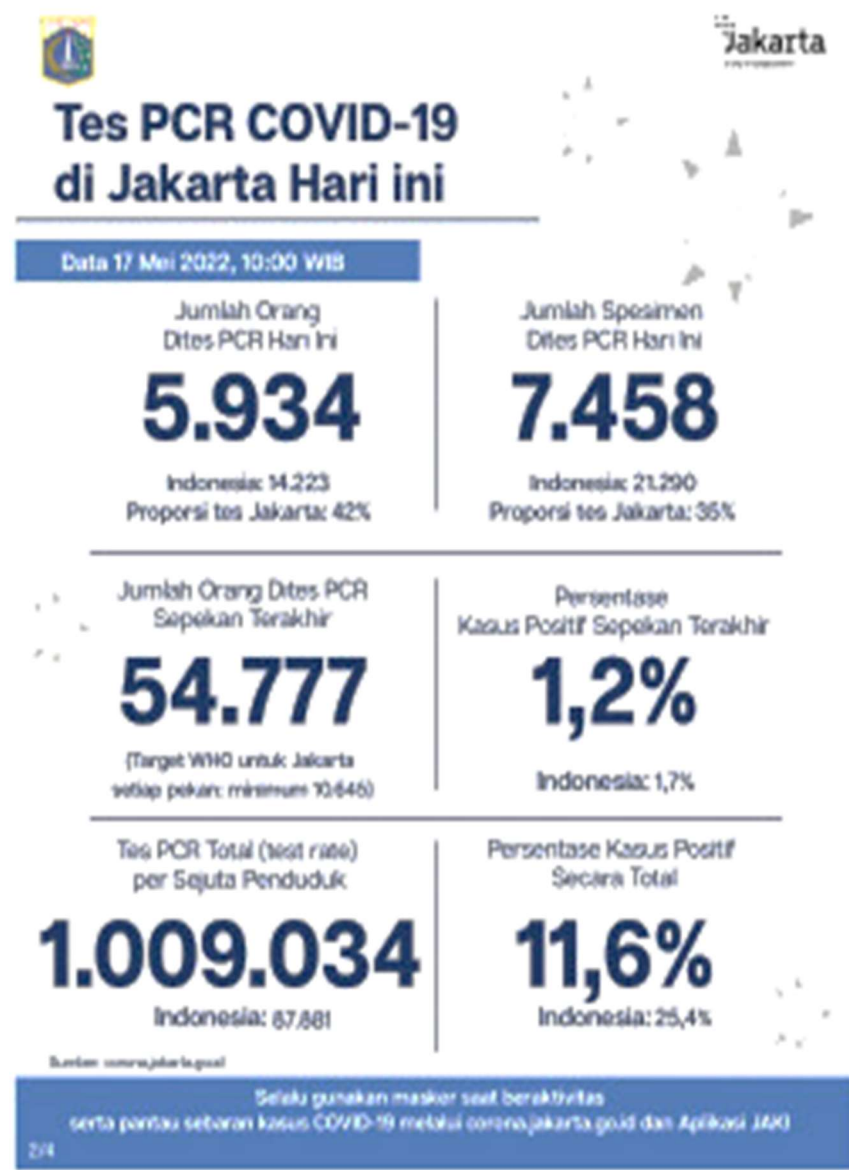 Jakarta
Tes PCR COVID-19
di Jakarta Hari ini
Data 17 Mei 2022, 10:00 WIB
Jumlah Orang
Dites PCR Hari Ini
5.934
Indonesia: 14.223
Proporsi tes Jakarta: 42%
Jumlah Spesimen
Dites PCR Hari Ini
7.458
Indonesia: 21.290
Proporsi tes Jakarta: 35%
Jumlah Orang Dites PCR
Sepekan Terakhir
54.777
(Target WHO untuk Jakarta
setiap pekan: minimum 10.645)
Persentase
Kasus Positif Sepekan Terakhir
1,2%
Indonesia: 1,7%
Tes PCR Total (test rate)
per Sejuta Penduduk
1.009.034
Indonesia:
Persentase Kasus Positif
Secara Total
11,6%
Indonesia: 25,4%
Sumber: corona.jakarta.go.id
Selalu gunakan masker saat beraktivitas
serta pantau sebaran kasus COVID-19 melalui corona.jakarta.go.id dan Aplikasi JAKI
2/4